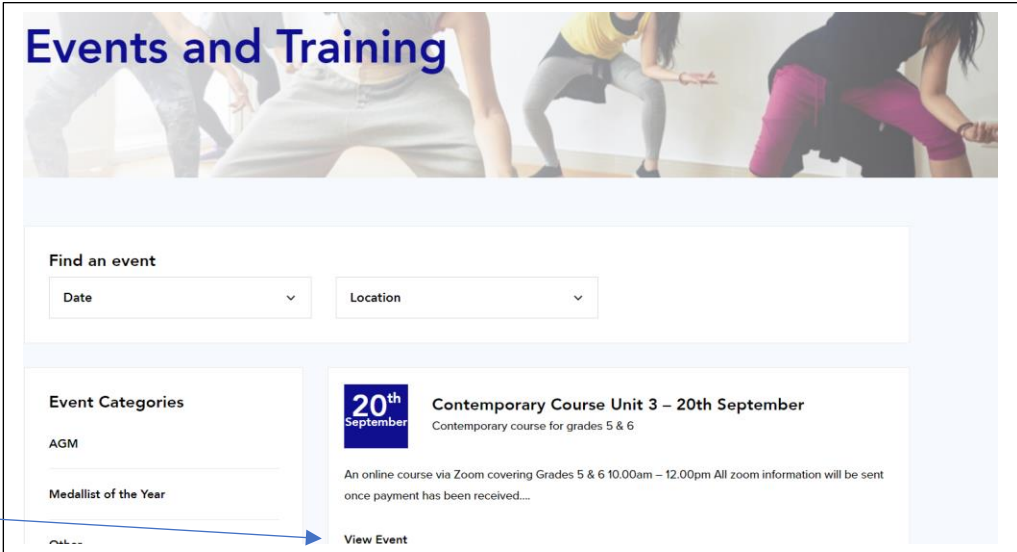 Events and Training
Find an event
Date
Location
Event Categories
AGM
Medallist of the Year
Other
20th
September
Contemporary Course Unit 3 – 20th September
Contemporary course for grades 5 & 6
An online course via Zoom covering Grades 5 & 6 10.00am – 12.00pm All zoom information will be sent
once payment has been received....
View Event